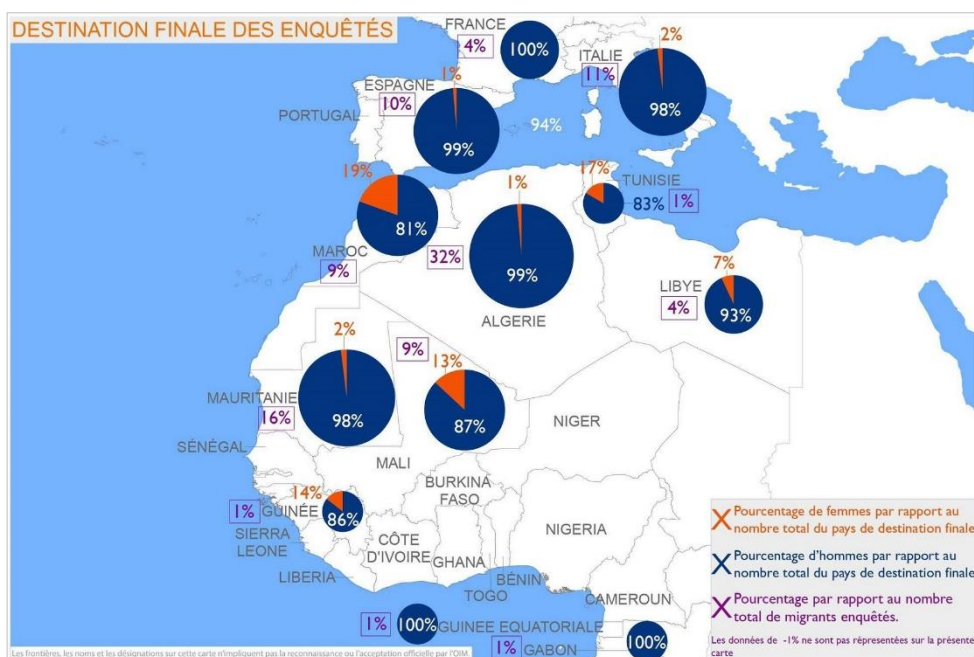 DESTINATION FINALE DES ENQUÊTÉS
FRANCE
4%
100%
2%
ITALIE
11%
98%
1%
ESPAGNE
10%
PORTUGAL
94%
99%
19%
1%
17%
TUNISIE
83%
1%
81%
MAROC
9%
32%
99%
ALGERIE
7%
LIBYE
4%
93%
2%
9%
13%
MAURITANIE
16%
98%
87%
NIGER
SÉNÉGAL
MALI
BURKINA
FASO
14%
1%
GUINÉE
86%
SIERRA
LEONE
CÔTE
D'IVOIRE
GHANA
NIGERIA
LIBERIA
BÉNIN
TOGO
CAMEROUN
1%
100%
GUINEE EQUATORIALE
1%
GABON
100%
X Pourcentage de femmes par rapport au
nombre total du pays de destination finale
X Pourcentage d'hommes par rapport au
nombre total du pays de destination finale
X Pourcentage par rapport au nombre
total de migrants enquêtés.
Les données de -1% ne sont pas répresentées sur la présente
carte
Les frontières, les noms et les désignations sur cette carte n'impliquent pas la reconnaissance ou l'acceptation officielle par l'OIM.